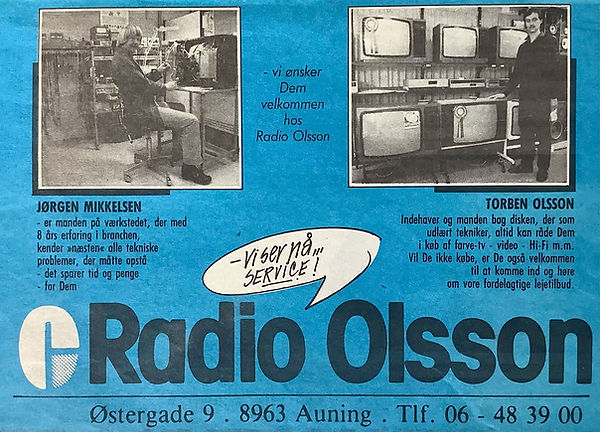 - vi ønsker
Dem
velkommen
hos
Radio Olsson
JØRGEN MIKKELSEN
- er manden på værkstedet, der med
8 års erfaring i branchen,
kender »næsten« alle tekniske
problemer, der måtte opstå
- det sparer tid og penge
- for Dem
TORBEN OLSSON
Indehaver og manden bag disken, der som
udlært tekniker, altid kan råde Dem
i køb af farve-tv - video - Hi-Fi m.m.
Vil De ikke købe, er De også velkommen
til at komme ind og høre
om vore fordelagtige lejetilbud.
- vi ser på...
SERVICE!
Radio Olsson
Østergade 9 . 8963 Auning . Tlf. 06 - 48 39 00